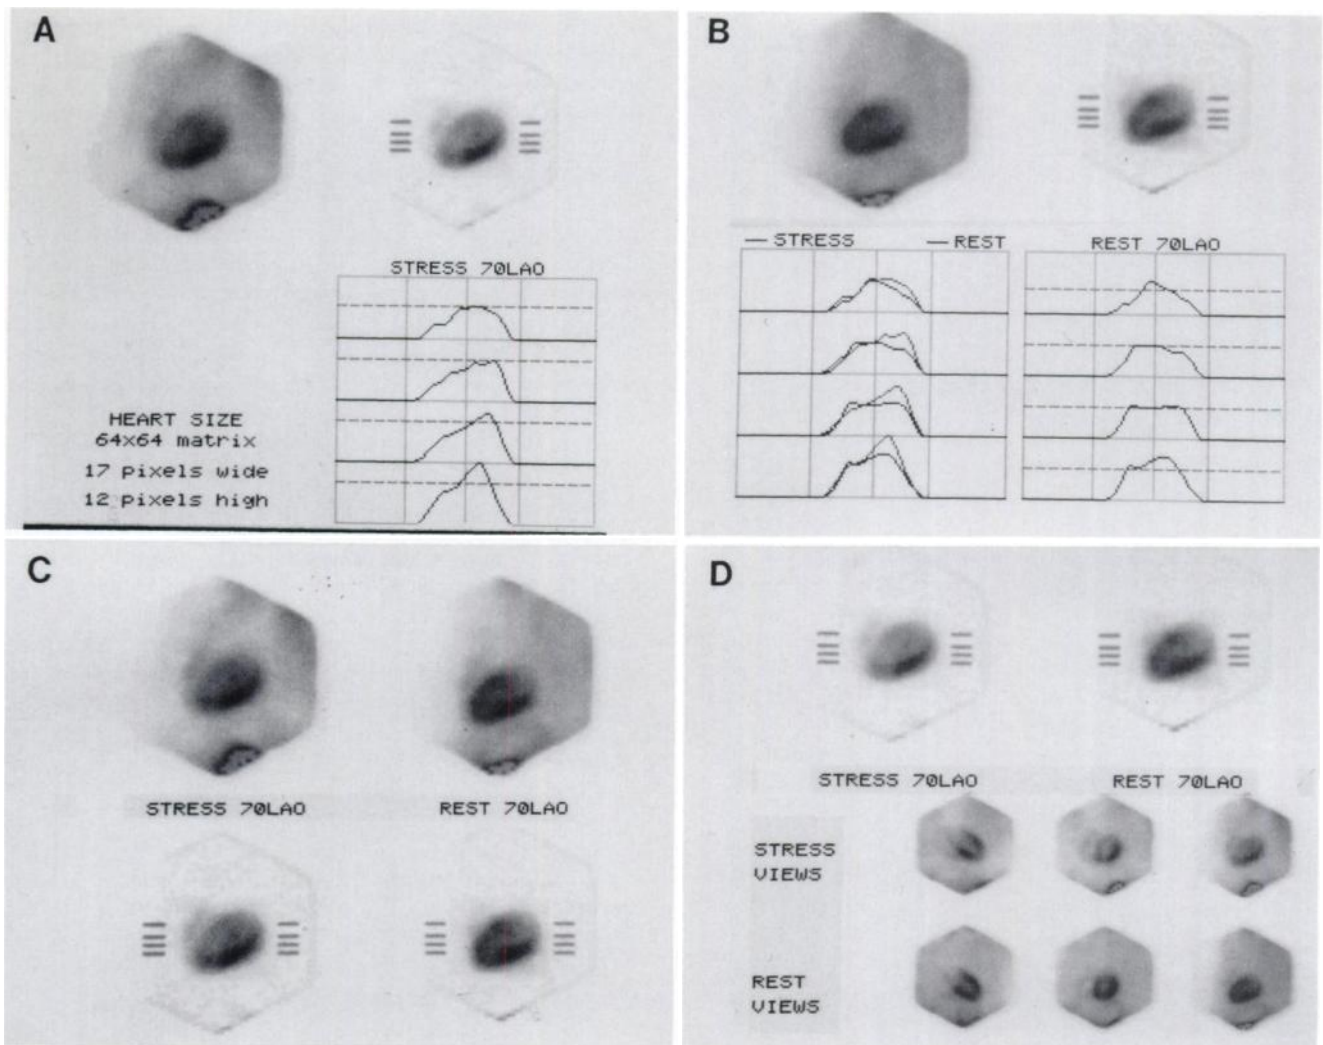 A
STRESS 70LAO
HEART SIZE
64x64 matrix
17 pixels wide
12 pixels high
B
— STRESS — REST
REST 70LAO
C
STRESS 70LAO REST 70LAO
D
STRESS 70LAO REST 70LAO
STRESS
VIEWS
REST
VIEWS